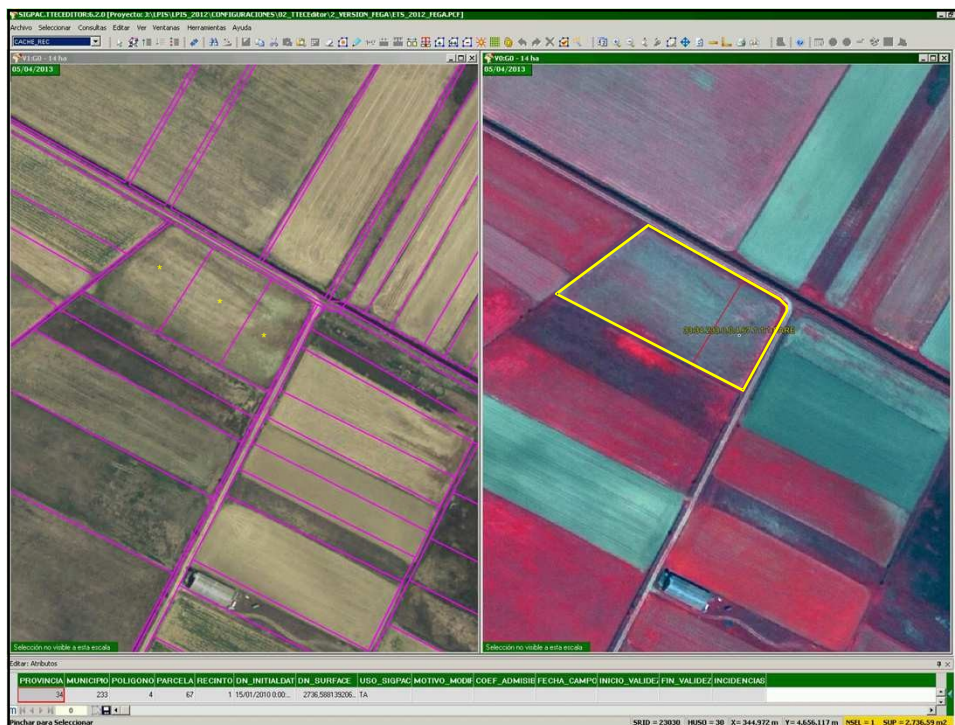 SIGPAC.TTECEDITOR:6.2.0 [Proyecto: J:\LPIS\LPIS_2012\CONFIGURACIONES\02_TTECEditor\2_VERSION_FEGA\ETS_2012_FEGA.PCF]
Archivo Seleccionar Consultas Editar Ver Ventanas Herramientas Ayuda
CACHE_REC
V1:G0 - 14 ha
05/04/2013
Selección no visible a esta escala
V0:G0 - 14 ha
05/04/2013
Selección no visible a esta escala
Editar: Atributos
PROVINCIA MUNICIPIO POLIGONO PARCELA RECINTO DN_INITIALDAT DN_SURFACE USO_SIGPAC MOTIVO_MODIF COEF_ADMISIB FECHA_CAMPO INICIO_VALIDEZ FIN_VALIDEZ INCIDENCIAS
34 233 4 67 1 15/01/2010 0:00... 2736,588139206... TA
0
Pinchar para Seleccionar SRID = 23030 HUSO = 30 X= 344.972 m Y= 4.656.117 m NSEL = 1 SUP = 2.736,59 m2